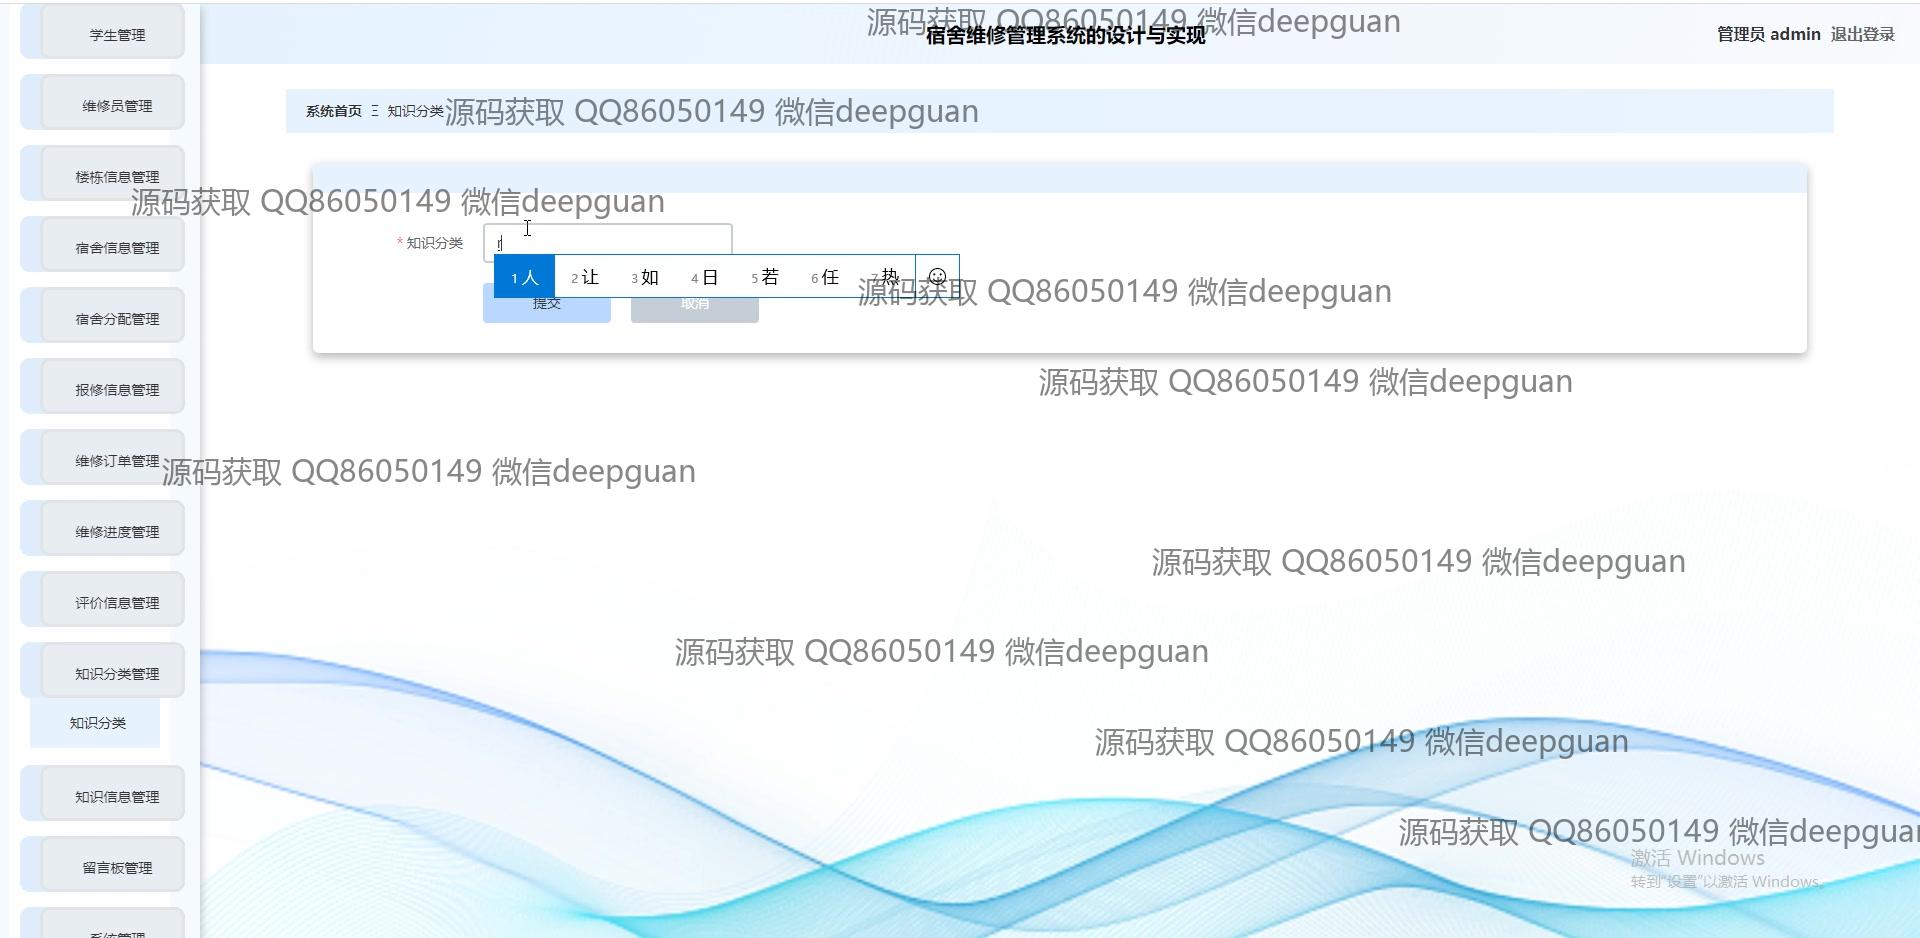 源码获取 QQ86050149 微信deepguan
宿舍维修管理系统的设计与实现
管理员 admin 退出登录
学生管理
维修员管理
楼栋信息管理
宿舍信息管理
宿舍分配管理
报修信息管理
维修订单管理
维修进度管理
评价信息管理
知识分类管理
知识分类
知识信息管理
留言板管理
系统管理
系统首页 Ξ 知识分类
源码获取 QQ86050149 微信deepguan
源码获取 QQ86050149 微信deepguan
* 知识分类 r
1 人 2 让 3 如 4 日 5 若 6 任 7 热
源码获取 QQ86050149 微信deepguan
提交 取消
源码获取 QQ86050149 微信deepguan
源码获取 QQ86050149 微信deepguan
源码获取 QQ86050149 微信deepguan
源码获取 QQ86050149 微信deepguan
源码获取 QQ86050149 微信deepguan
源码获取 QQ86050149 微信deepguan
激活 Windows
转到"设置"以激活 Windows。